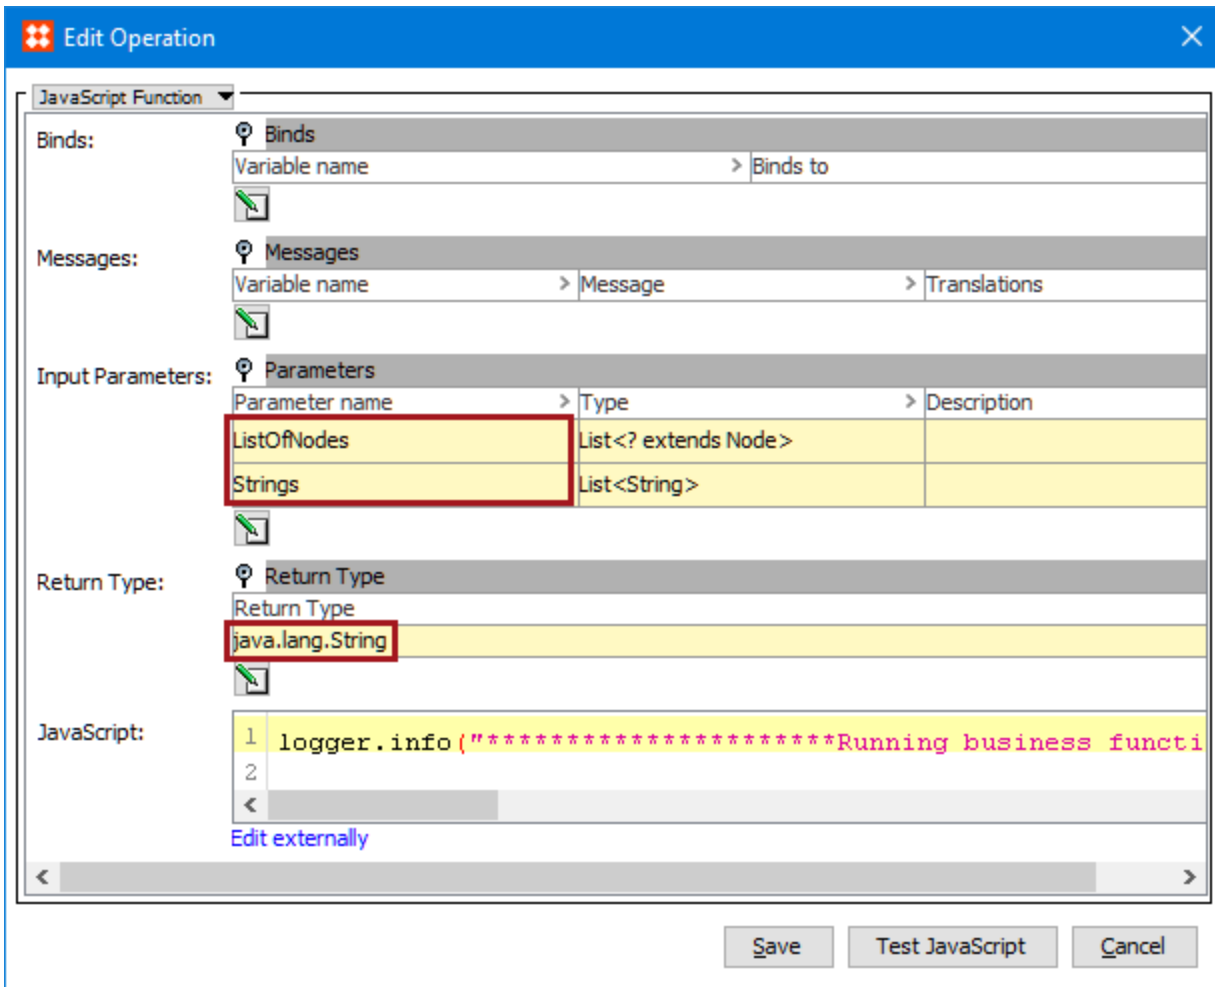 Edit Operation
JavaScript Function
Binds: Binds
Variable name > Binds to
Messages: Messages
Variable name > Message > Translations
Input Parameters: Parameters
Parameter name > Type > Description
ListOfNodes List<? extends Node>
Strings List<String>
Return Type: Return Type
Return Type
java.lang.String
JavaScript: 1 logger.info("**********************Running business functi
2
Edit externally
Save Test JavaScript Cancel